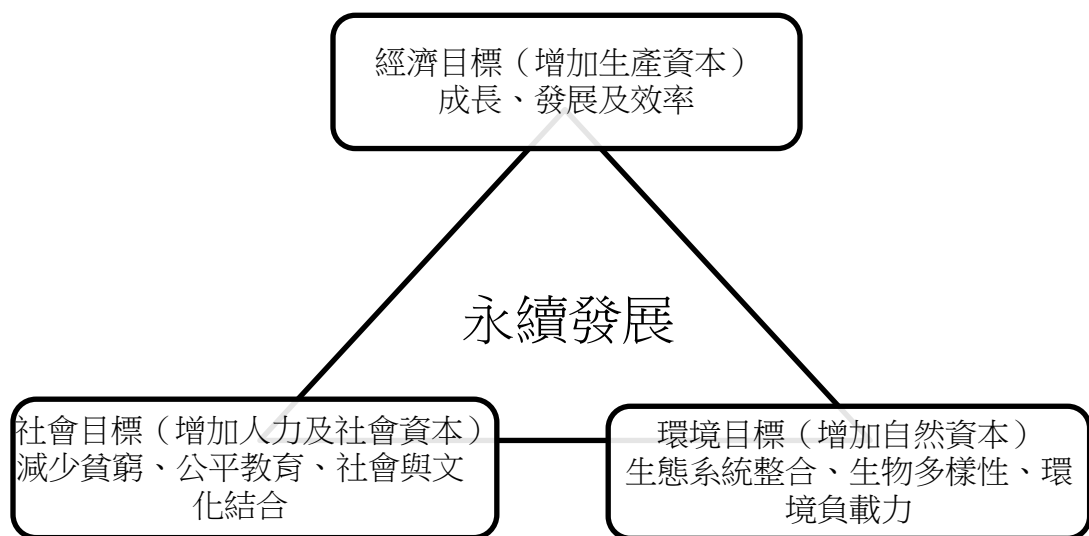 經濟目標（增加生產資本）
成長、發展及效率
永續發展
社會目標（增加人力及社會資本）
減少貧窮、公平教育、社會與文
化結合
環境目標（增加自然資本）
生態系統整合、生物多樣性、環
境負載力